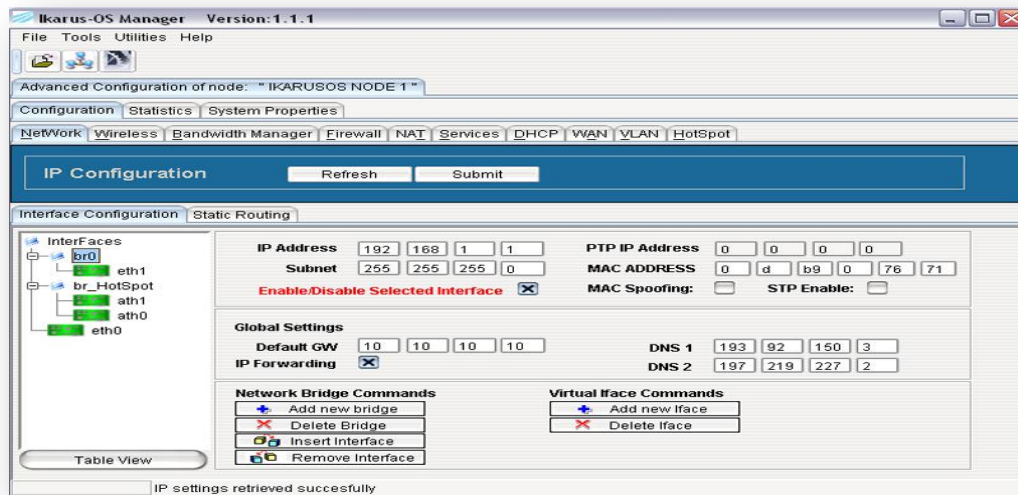 Ikarus-OS Manager Version:1.1.1
File Tools Utilities Help
Advanced Configuration of node: " IKARUSOS NODE 1 "
Configuration Statistics System Properties
NetWork Wireless Bandwidth Manager Firewall NAT Services DHCP WAN VLAN HotSpot
IP Configuration Refresh Submit
Interface Configuration Static Routing
InterFaces
br0
eth1
br_HotSpot
ath1
ath0
eth0
Table View
IP Address 192 168 1 1 PTP IP Address 0 0 0 0
Subnet 255 255 255 0 MAC ADDRESS 0 d b9 0 76 71
Enable/Disable Selected Interface MAC Spoofing: STP Enable:
Global Settings
Default GW 10 10 10 10 DNS 1 193 92 150 3
IP Forwarding DNS 2 197 219 227 2
Network Bridge Commands Virtual Iface Commands
Add new bridge Add new Iface
Delete Bridge Delete Iface
Insert Interface
Remove Interface
IP settings retrieved succesfully